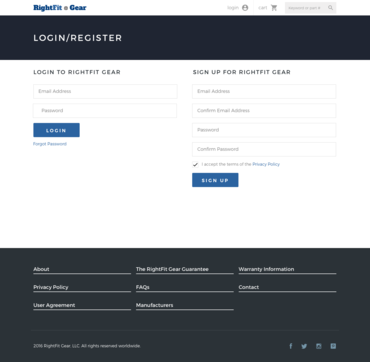 RightFit Gear
login
cart
LOGIN/REGISTER
LOGIN TO RIGHTFIT GEAR
Email Address
Password
LOGIN
Forgot Password
SIGN UP FOR RIGHTFIT GEAR
Email Address
Confirm Email Address
Password
Confirm Password
I accept the terms of the Privacy Policy
SIGN UP
About
The RightFit Gear Guarantee
Warranty Information
Privacy Policy
FAQs
Contact
User Agreement
Manufacturers
2016 RightFit Gear, LLC. All rights reserved worldwide